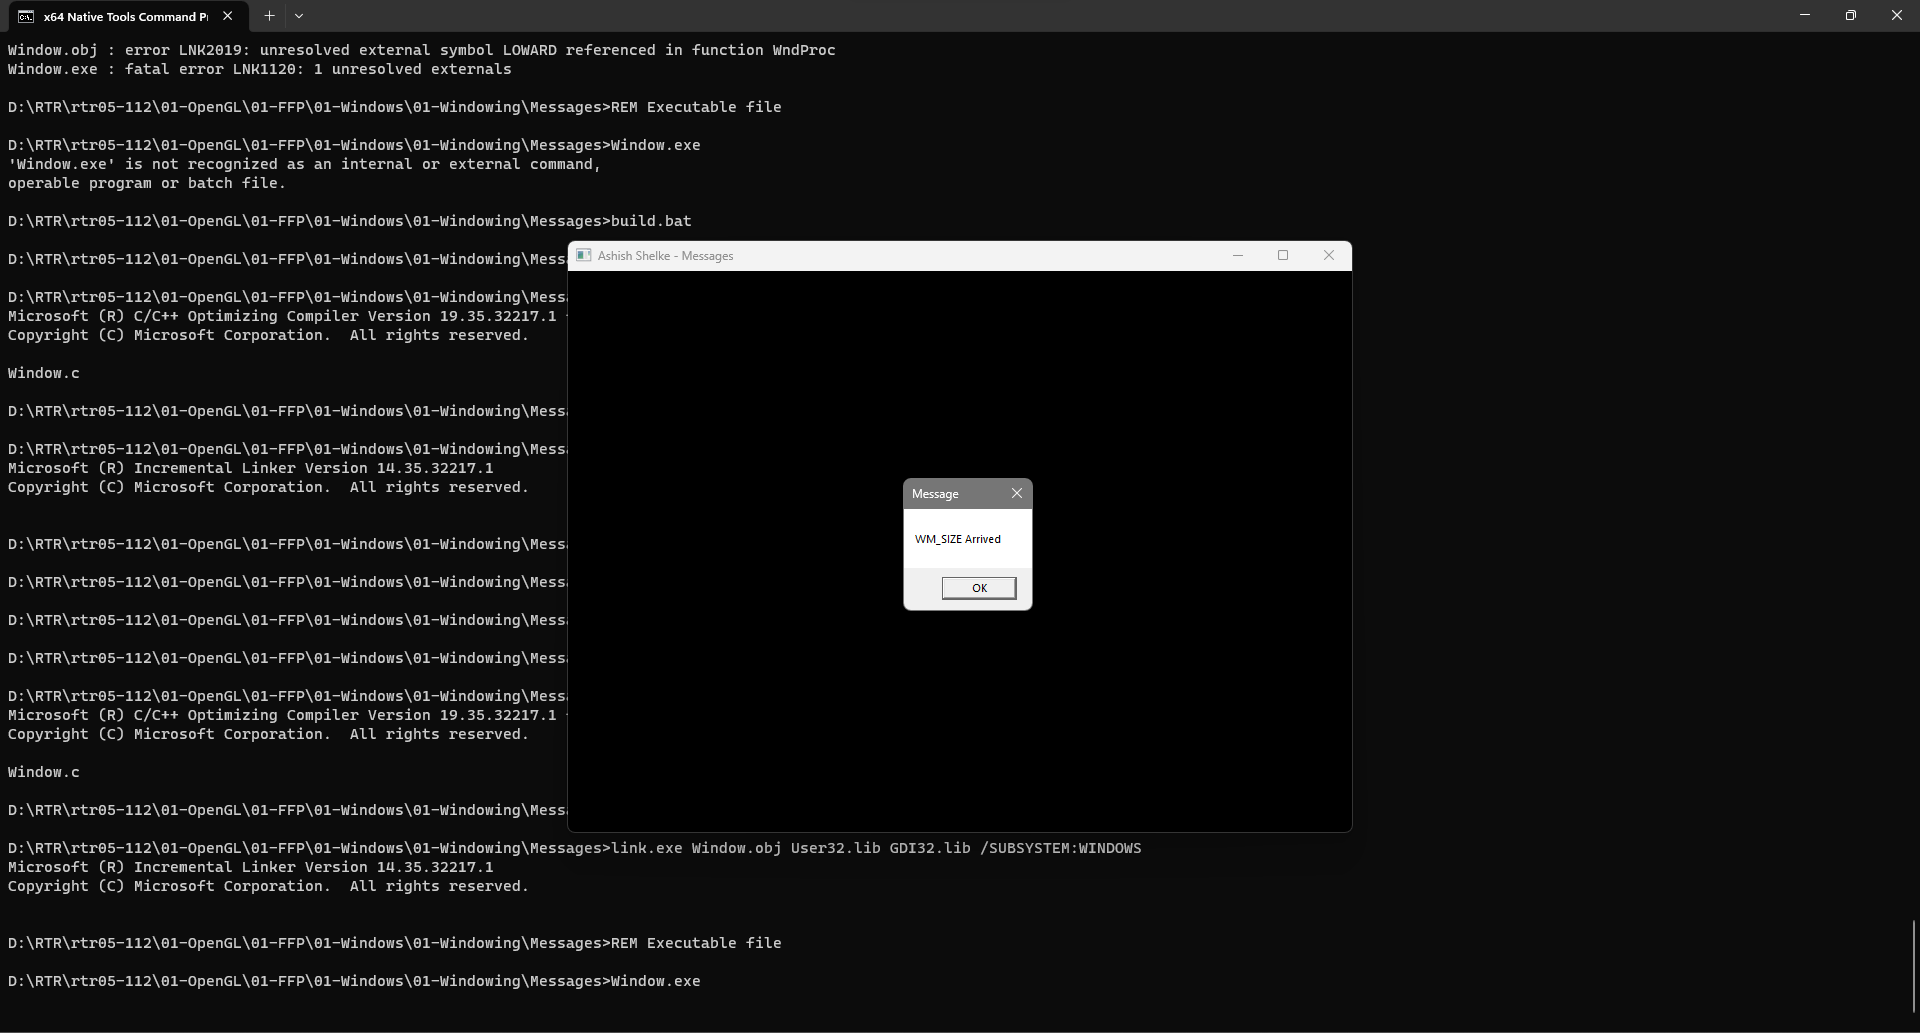 x64 Native Tools Command P
Window.obj : error LNK2019: unresolved external symbol LOWARD referenced in function WndProc
Window.exe : fatal error LNK1120: 1 unresolved externals
D:\RTR\rtr05-112\01-OpenGL\01-FFP\01-Windows\01-Windowing\Messages>REM Executable file
D:\RTR\rtr05-112\01-OpenGL\01-FFP\01-Windows\01-Windowing\Messages>Window.exe
'Window.exe' is not recognized as an internal or external command,
operable program or batch file.
D:\RTR\rtr05-112\01-OpenGL\01-FFP\01-Windows\01-Windowing\Messages>build.bat
D:\RTR\rtr05-112\01-OpenGL\01-FFP\01-Windows\01-Windowing\Mess
D:\RTR\rtr05-112\01-OpenGL\01-FFP\01-Windows\01-Windowing\Messa
Microsoft (R) C/C++ Optimizing Compiler Version 19.35.32217.1
Copyright (C) Microsoft Corporation.  All rights reserved.
Window.c
D:\RTR\rtr05-112\01-OpenGL\01-FFP\01-Windows\01-Windowing\Messa
D:\RTR\rtr05-112\01-OpenGL\01-FFP\01-Windows\01-Windowing\Messa
Microsoft (R) Incremental Linker Version 14.35.32217.1
Copyright (C) Microsoft Corporation.  All rights reserved.
D:\RTR\rtr05-112\01-OpenGL\01-FFP\01-Windows\01-Windowing\Messa
D:\RTR\rtr05-112\01-OpenGL\01-FFP\01-Windows\01-Windowing\Messa
D:\RTR\rtr05-112\01-OpenGL\01-FFP\01-Windows\01-Windowing\Messa
D:\RTR\rtr05-112\01-OpenGL\01-FFP\01-Windows\01-Windowing\Messa
D:\RTR\rtr05-112\01-OpenGL\01-FFP\01-Windows\01-Windowing\Messa
Microsoft (R) C/C++ Optimizing Compiler Version 19.35.32217.1
Copyright (C) Microsoft Corporation.  All rights reserved.
Window.c
D:\RTR\rtr05-112\01-OpenGL\01-FFP\01-Windows\01-Windowing\Messa
D:\RTR\rtr05-112\01-OpenGL\01-FFP\01-Windows\01-Windowing\Messages>link.exe Window.obj User32.lib GDI32.lib /SUBSYSTEM:WINDOWS
Microsoft (R) Incremental Linker Version 14.35.32217.1
Copyright (C) Microsoft Corporation.  All rights reserved.
D:\RTR\rtr05-112\01-OpenGL\01-FFP\01-Windows\01-Windowing\Messages>REM Executable file
D:\RTR\rtr05-112\01-OpenGL\01-FFP\01-Windows\01-Windowing\Messages>Window.exe
Ashish Shelke - Messages
Message
WM_SIZE Arrived
OK